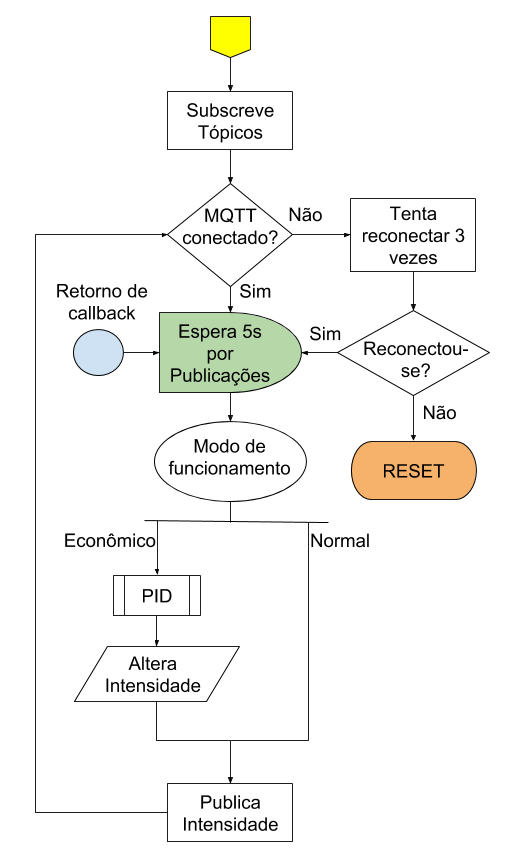 Subscreve
Tópicos
MQTT
conectado?
Não
Tenta
reconectar 3
vezes
Sim
Retorno de
callback
Espera 5s
por
Publicações
Sim
Reconectou-
se?
Não
RESET
Modo de
funcionamento
Econômico
Normal
PID
Altera
Intensidade
Publica
Intensidade